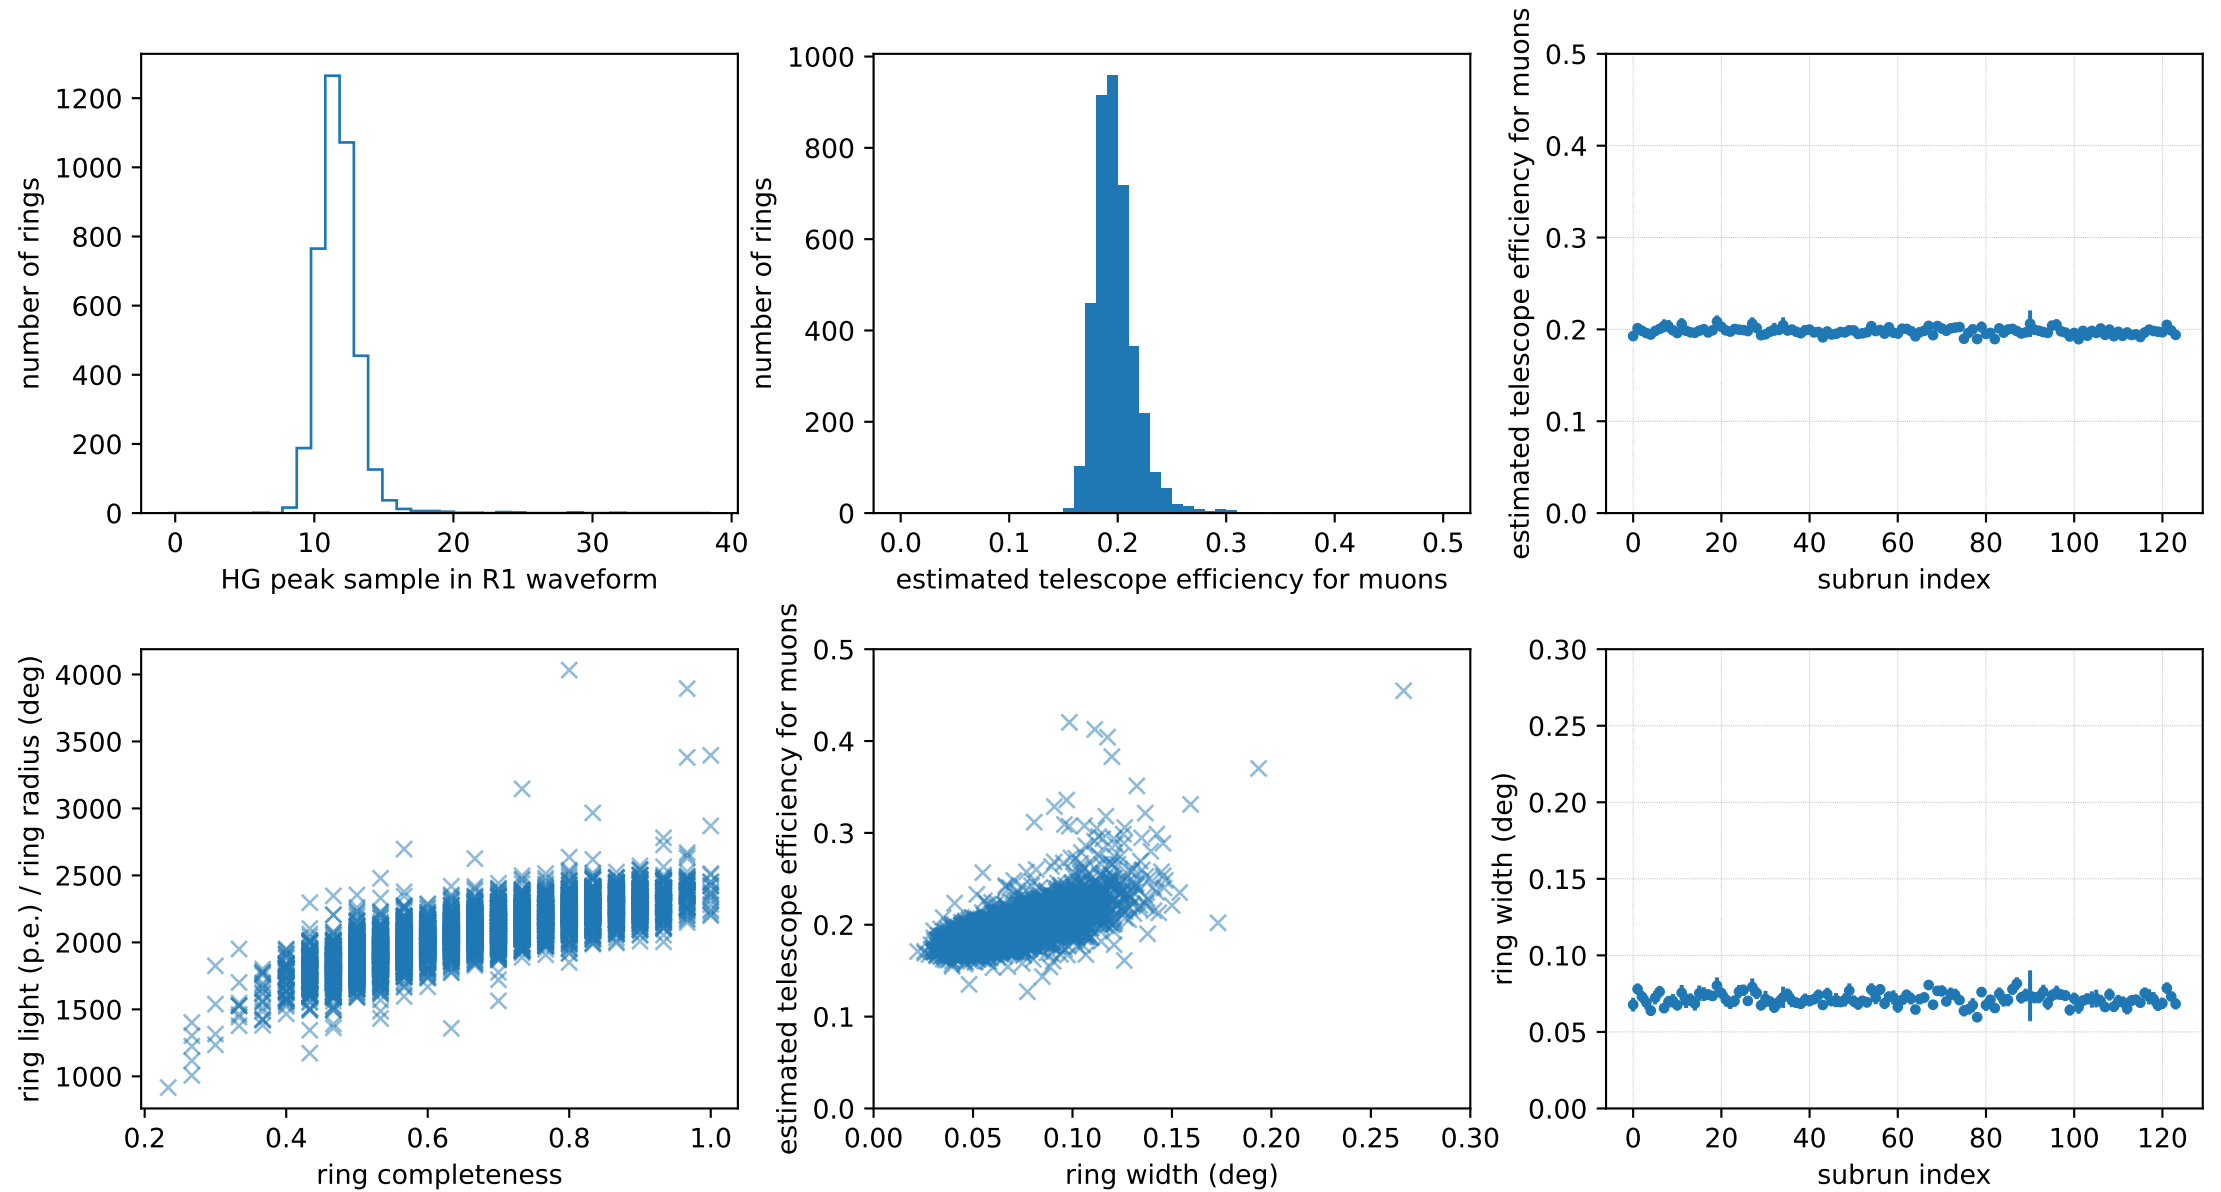 number of rings
0
200
400
600
800
1000
1200
0 10 20 30 40
HG peak sample in R1 waveform
number of rings
0
200
400
600
800
1000
0.0 0.1 0.2 0.3 0.4 0.5
estimated telescope efficiency for muons
estimated telescope efficiency for muons
0.5
0.4
0.3
0.2
0.1
0.0
0 20 40 60 80 100 120
subrun index
ring light (p.e.) / ring radius (deg)
4000
3500
3000
2500
2000
1500
1000
0.2 0.4 0.6 0.8 1.0
ring completeness
estimated telescope efficiency for muons
0.5
0.4
0.3
0.2
0.1
0.0
0.00 0.05 0.10 0.15 0.20 0.25 0.30
ring width (deg)
ring width (deg)
0.30
0.25
0.20
0.15
0.10
0.05
0.00
0 20 40 60 80 100 120
subrun index